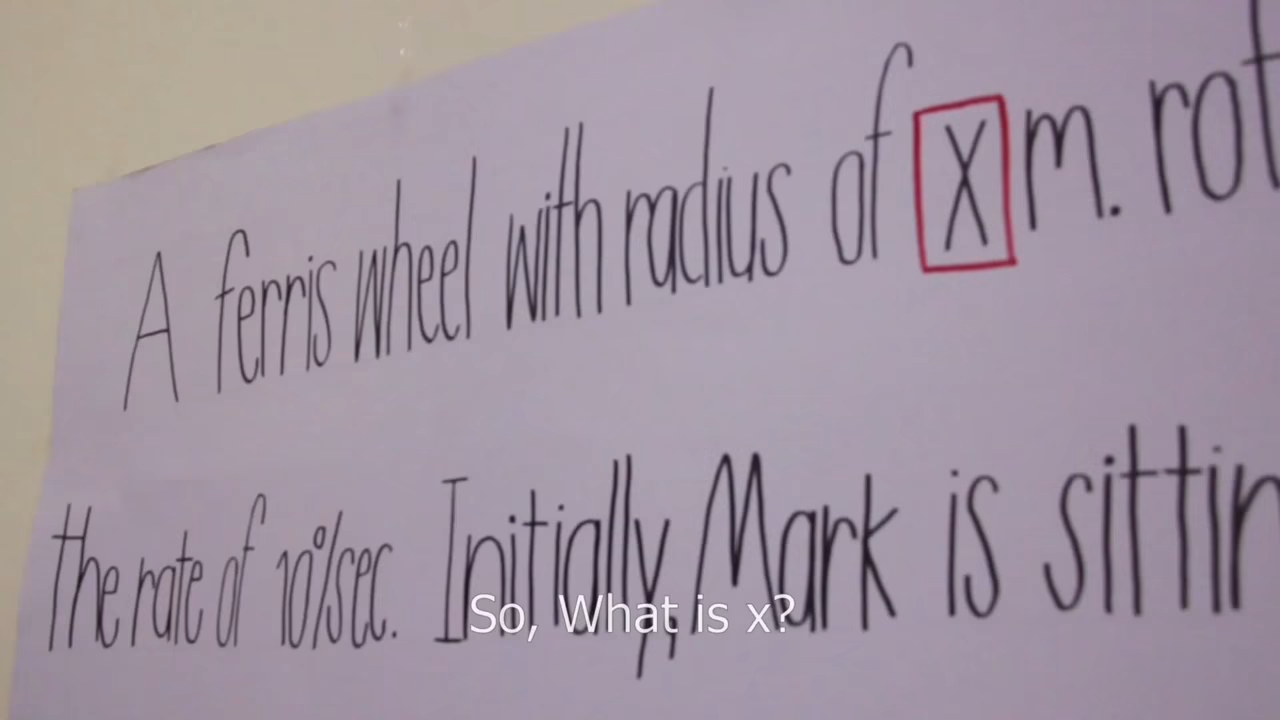 A ferris wheel with radius of x m. rot
the rate of 10°/sec. Initially, Mark is sittin
So, What is x?